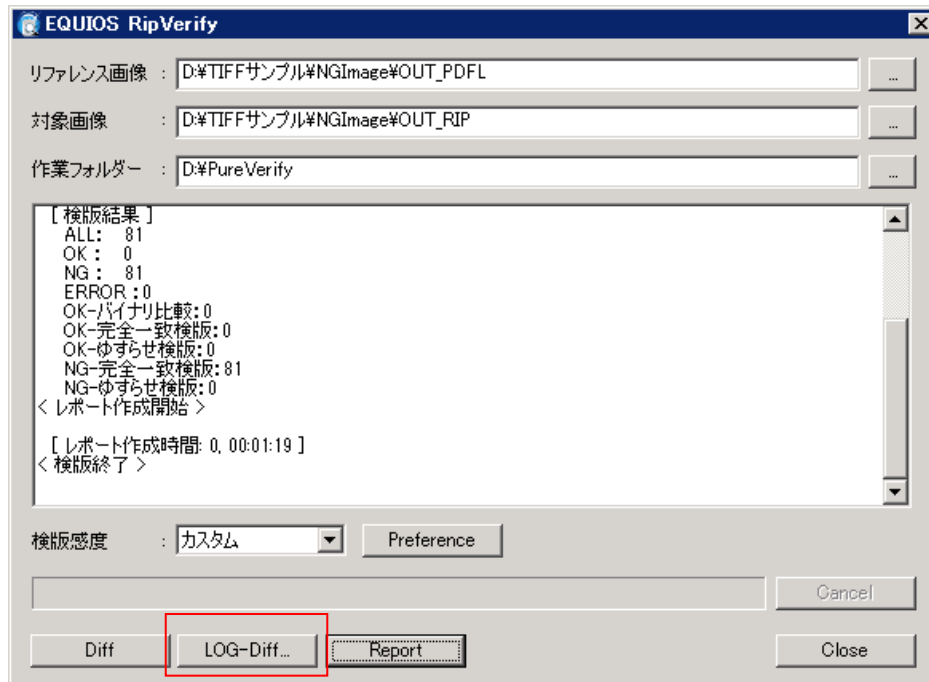 EQUIOS RipVerify
リファレンス画像 : D:¥TIFFサンプル¥NGImage¥OUT_PDFL ...
対象画像 : D:¥TIFFサンプル¥NGImage¥OUT_RIP ...
作業フォルダー : D:¥PureVerify ...
[ 検版結果 ]
ALL: 81
OK : 0
NG : 81
ERROR : 0
OK-バイナリ比較: 0
OK-完全一致検版: 0
OK-ゆすらせ検版: 0
NG-完全一致検版: 81
NG-ゆすらせ検版: 0
< レポート作成開始 >
[ レポート作成時間: 0, 00:01:19 ]
< 検版終了 >
検版感度 : カスタム Preference
Cancel
Diff LOG-Diff... Report Close